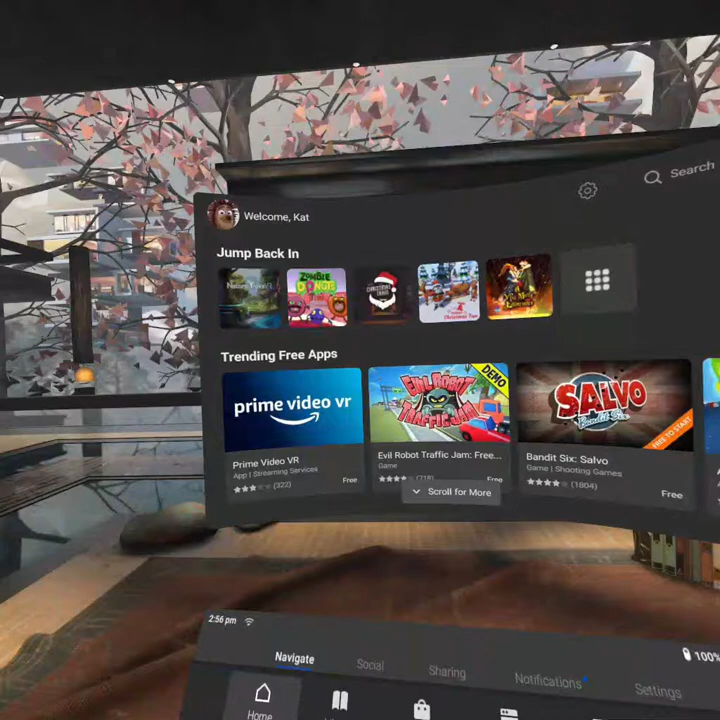 Search
Welcome, Kat
Jump Back In
ZOMBIE
DONUTS
Trending Free Apps
prime video vr
EVIL ROBOT
TRAFFIC JAM
DEMO
SALVO
Bandit Six
FREE TO START
Prime Video VR
App | Streaming Services
(322)
Free
Evil Robot Traffic Jam: Free...
Game
(218)
Free
Bandit Six: Salvo
Game | Shooting Games
(1804)
Free
Scroll for More
2:56 pm
100%
Navigate
Social
Sharing
Notifications
Settings
Home